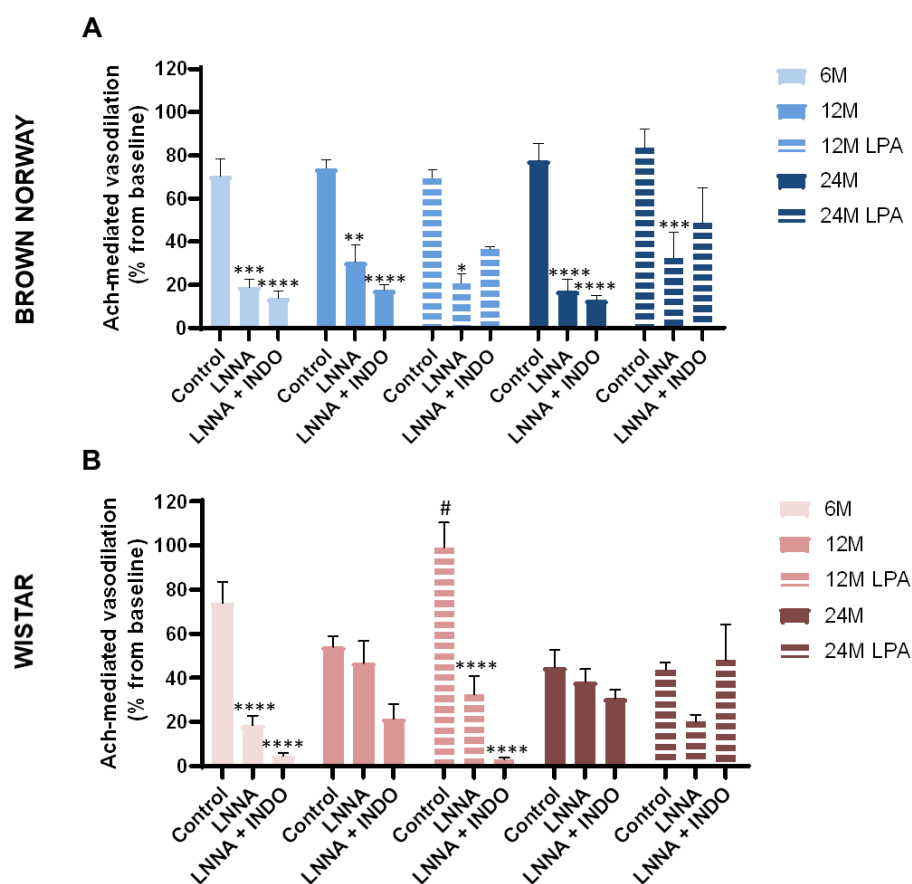 A
BROWN NORWAY
Ach-mediated vasodilation
(% from baseline)
120
100
80
60
40
20
0
*** **** ** **** * **** **** ***
Control LNNA LNNA + INDO Control LNNA LNNA + INDO Control LNNA LNNA + INDO Control LNNA LNNA + INDO Control LNNA LNNA + INDO
6M
12M
12M LPA
24M
24M LPA
B
WISTAR
Ach-mediated vasodilation
(% from baseline)
120
100
80
60
40
20
0
**** **** # **** ****
Control LNNA LNNA + INDO Control LNNA LNNA + INDO Control LNNA LNNA + INDO Control LNNA LNNA + INDO Control LNNA LNNA + INDO
6M
12M
12M LPA
24M
24M LPA